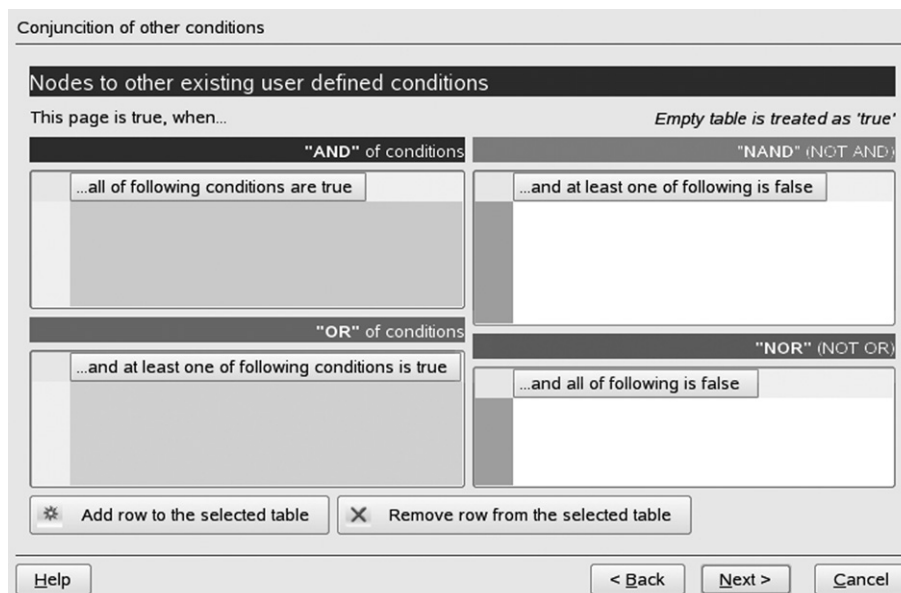 Conjuncition of other conditions
Nodes to other existing user defined conditions
This page is true, when...
Empty table is treated as 'true'
"AND" of conditions
...all of following conditions are true
"NAND" (NOT AND)
...and at least one of following is false
"OR" of conditions
...and at least one of following conditions is true
"NOR" (NOT OR)
...and all of following is false
Add row to the selected table
Remove row from the selected table
Help
< Back
Next >
Cancel